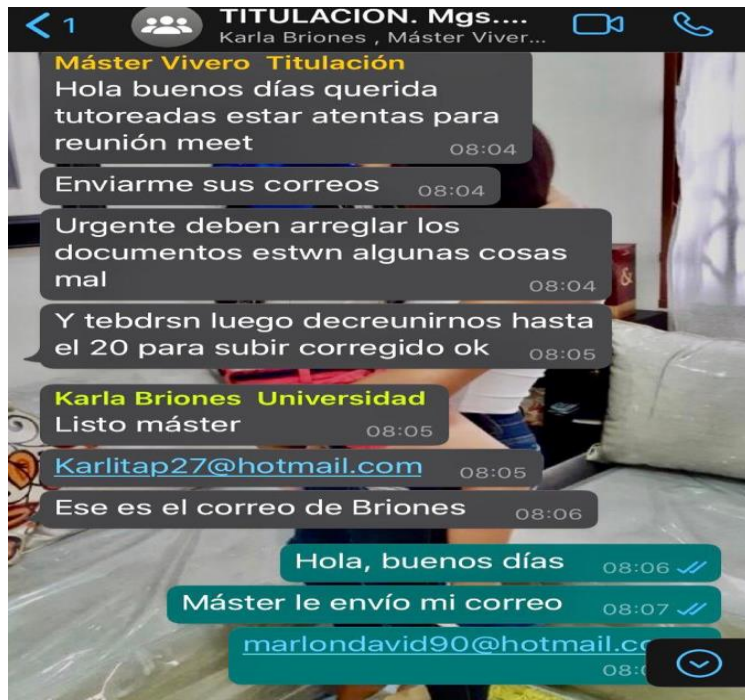 1
TITULACION. Mgs....
Karla Briones , Máster Viver...
Máster Vivero Titulación
Hola buenos días querida
tutoreadas estar atentas para
reunión meet
08:04
Enviarme sus correos 08:04
Urgente deben arreglar los
documentos estwn algunas cosas
mal
08:04
Y tebdrsn luego decreunirnos hasta
el 20 para subir corregido ok 08:05
Karla Briones Universidad
Listo máster 08:05
Karlitap27@hotmail.com 08:05
Ese es el correo de Briones 08:06
Hola, buenos días 08:06
Máster le envío mi correo 08:07
marlondavid90@hotmail.co
08:
&